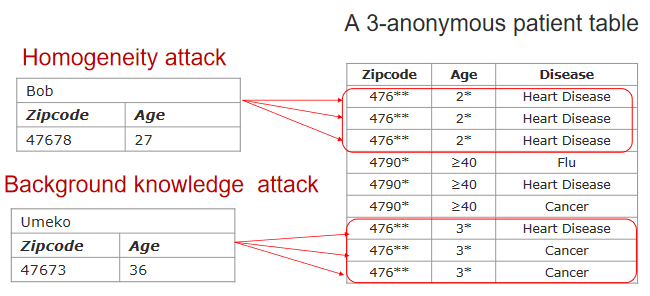 A 3-anonymous patient table
Homogeneity attack
Bob
Zipcode Age
47678 27
Background knowledge attack
Umeko
Zipcode Age
47673 36
Zipcode Age Disease
476** 2* Heart Disease
476** 2* Heart Disease
476** 2* Heart Disease
4790* ≥40 Flu
4790* ≥40 Heart Disease
4790* ≥40 Cancer
476** 3* Heart Disease
476** 3* Cancer
476** 3* Cancer